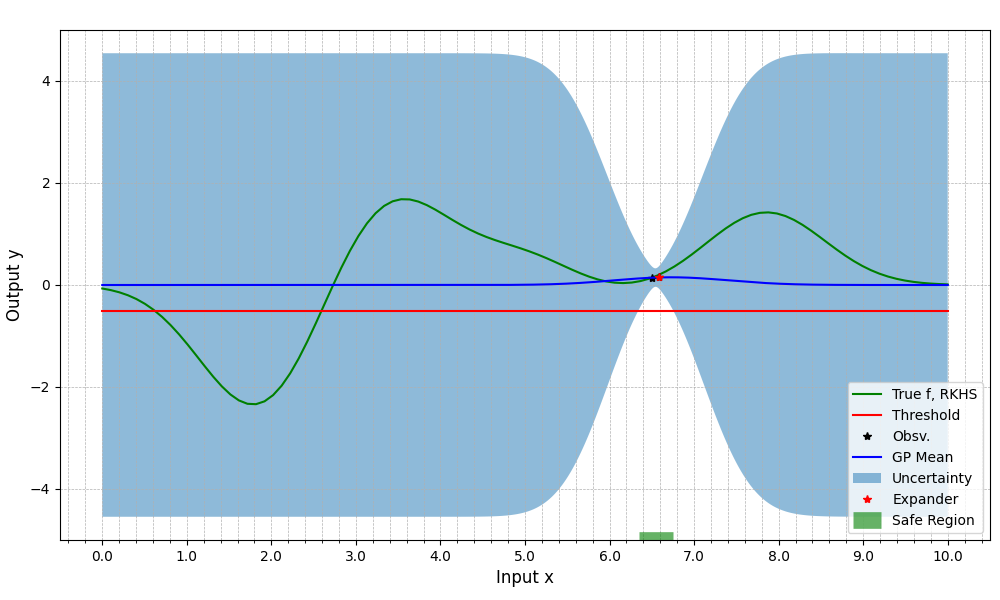 4
2
0
−2
−4
Output y
0.0 1.0 2.0 3.0 4.0 5.0 6.0 7.0 8.0 9.0 10.0
Input x
True f, RKHS
Threshold
Obsv.
GP Mean
Uncertainty
Expander
Safe Region